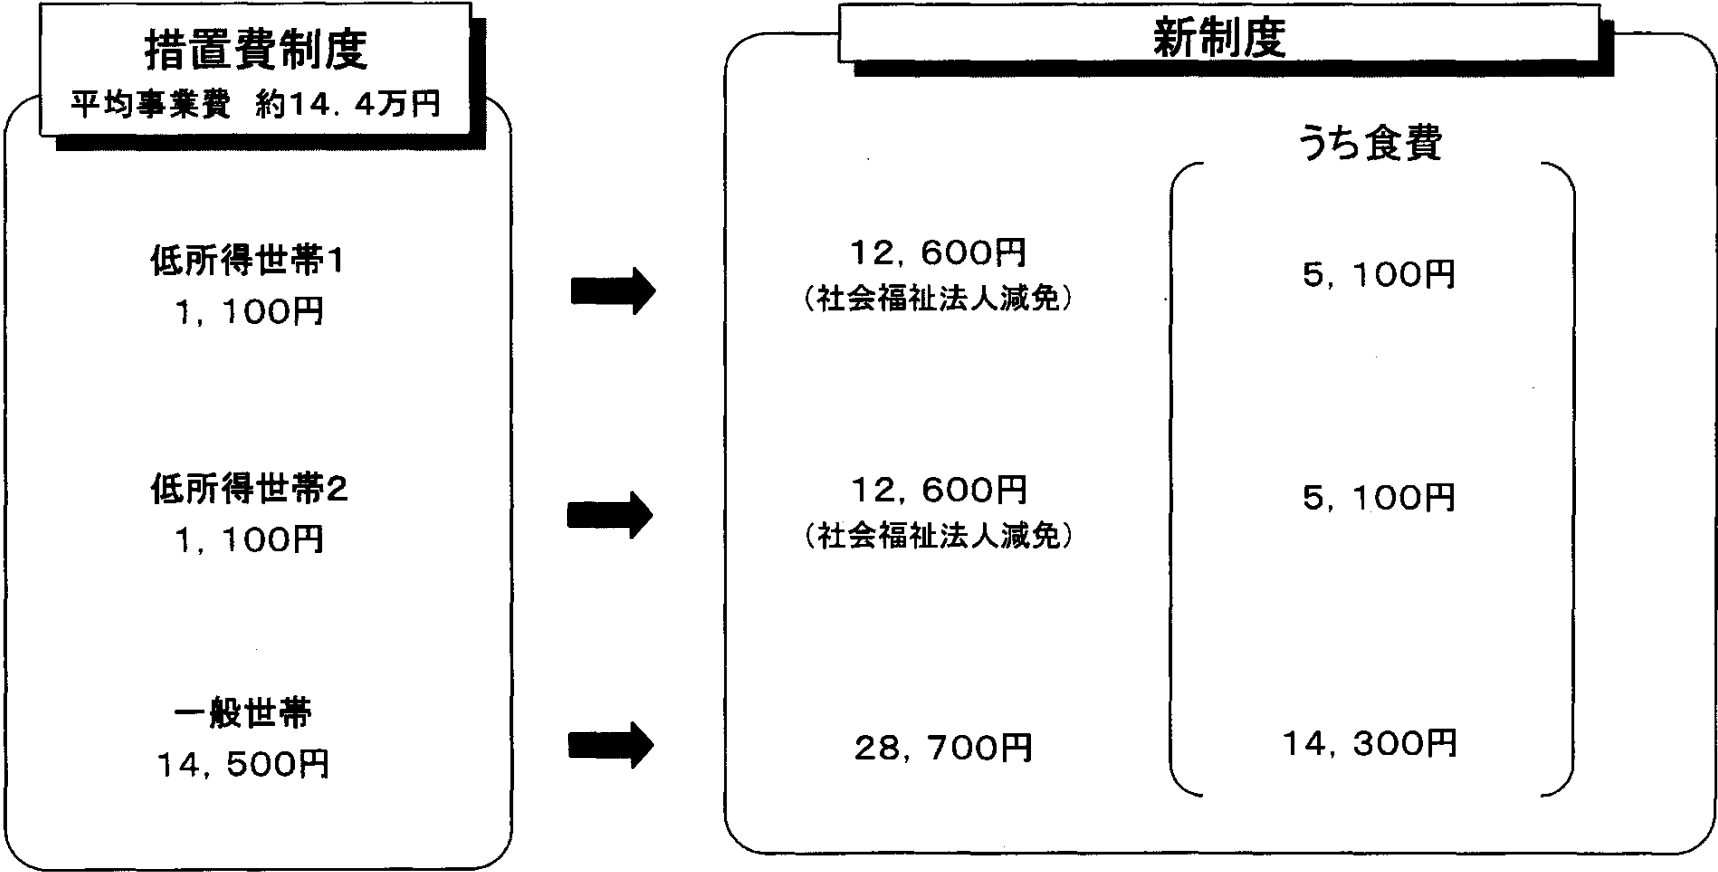 措置費制度
平均事業費 約14.4万円
低所得世帯1
1,100円
低所得世帯2
1,100円
一般世帯
14,500円
新制度
うち食費
12,600円
(社会福祉法人減免)
5,100円
12,600円
(社会福祉法人減免)
5,100円
28,700円
14,300円